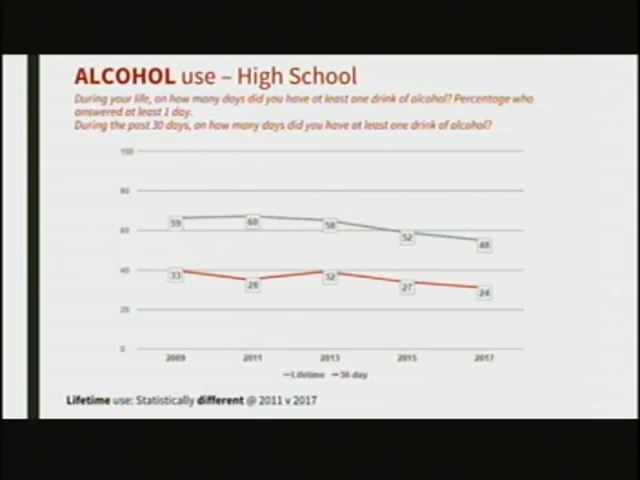 ALCOHOL use – High School
During your life, on how many days did you have at least one drink of alcohol? Percentage who
answered at least 1 day.
During the past 30 days, on how many days did you have at least one drink of alcohol?
100
80
59 60 58
60
52 48
40
33 28 32 27 24
20
0
2009 2011 2013 2015 2017
Lifetime 30 day
Lifetime use: Statistically different @ 2011 v 2017